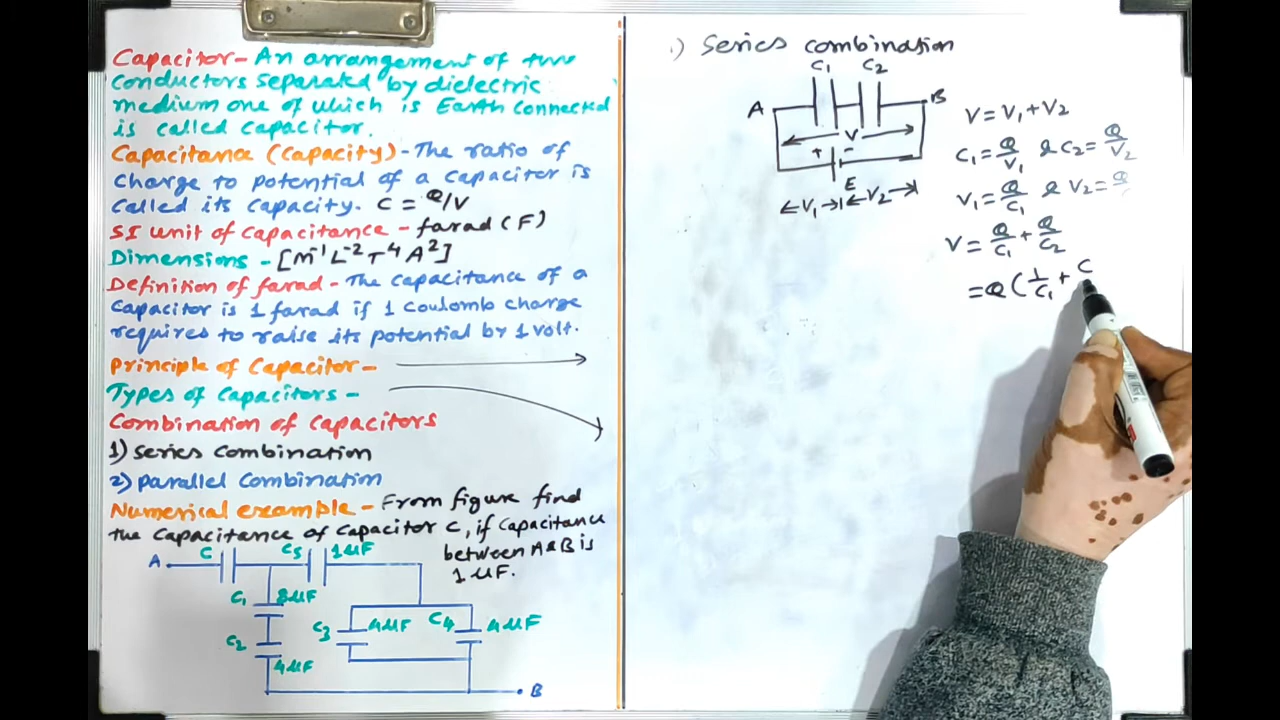 Capacitor - An arrangement of two
conductors separated by dielectric
medium one of which is Earth connected
is called capacitor.
Capacitance (Capacity) - The ratio of
charge to potential of a capacitor is
called its capacity. C = Q/V
SI unit of capacitance - farad (F)
Dimensions - [M⁻¹ L⁻² T⁴ A²]
Definition of farad - The capacitance of a
capacitor is 1 farad if 1 coulomb charge
requires to raise its potential by 1 volt.
Principle of Capacitor -
Types of Capacitors -
Combination of Capacitors
1) Series Combination
2) Parallel Combination
Numerical example - From figure find
the capacitance of capacitor C, if capacitance
between A & B is
1 μF.
A C C5 1μF
C1 8μF
C2 4μF
C3 4μF C4 4μF
B
1) Series combination
C1 C2
A B
V
+ -
E
V1 V2
V = V1 + V2
C1 = Q/V1 & C2 = Q/V2
V1 = Q/C1 & V2 = Q
V = Q/C1 + Q/C2
= Q (1/C1 + C